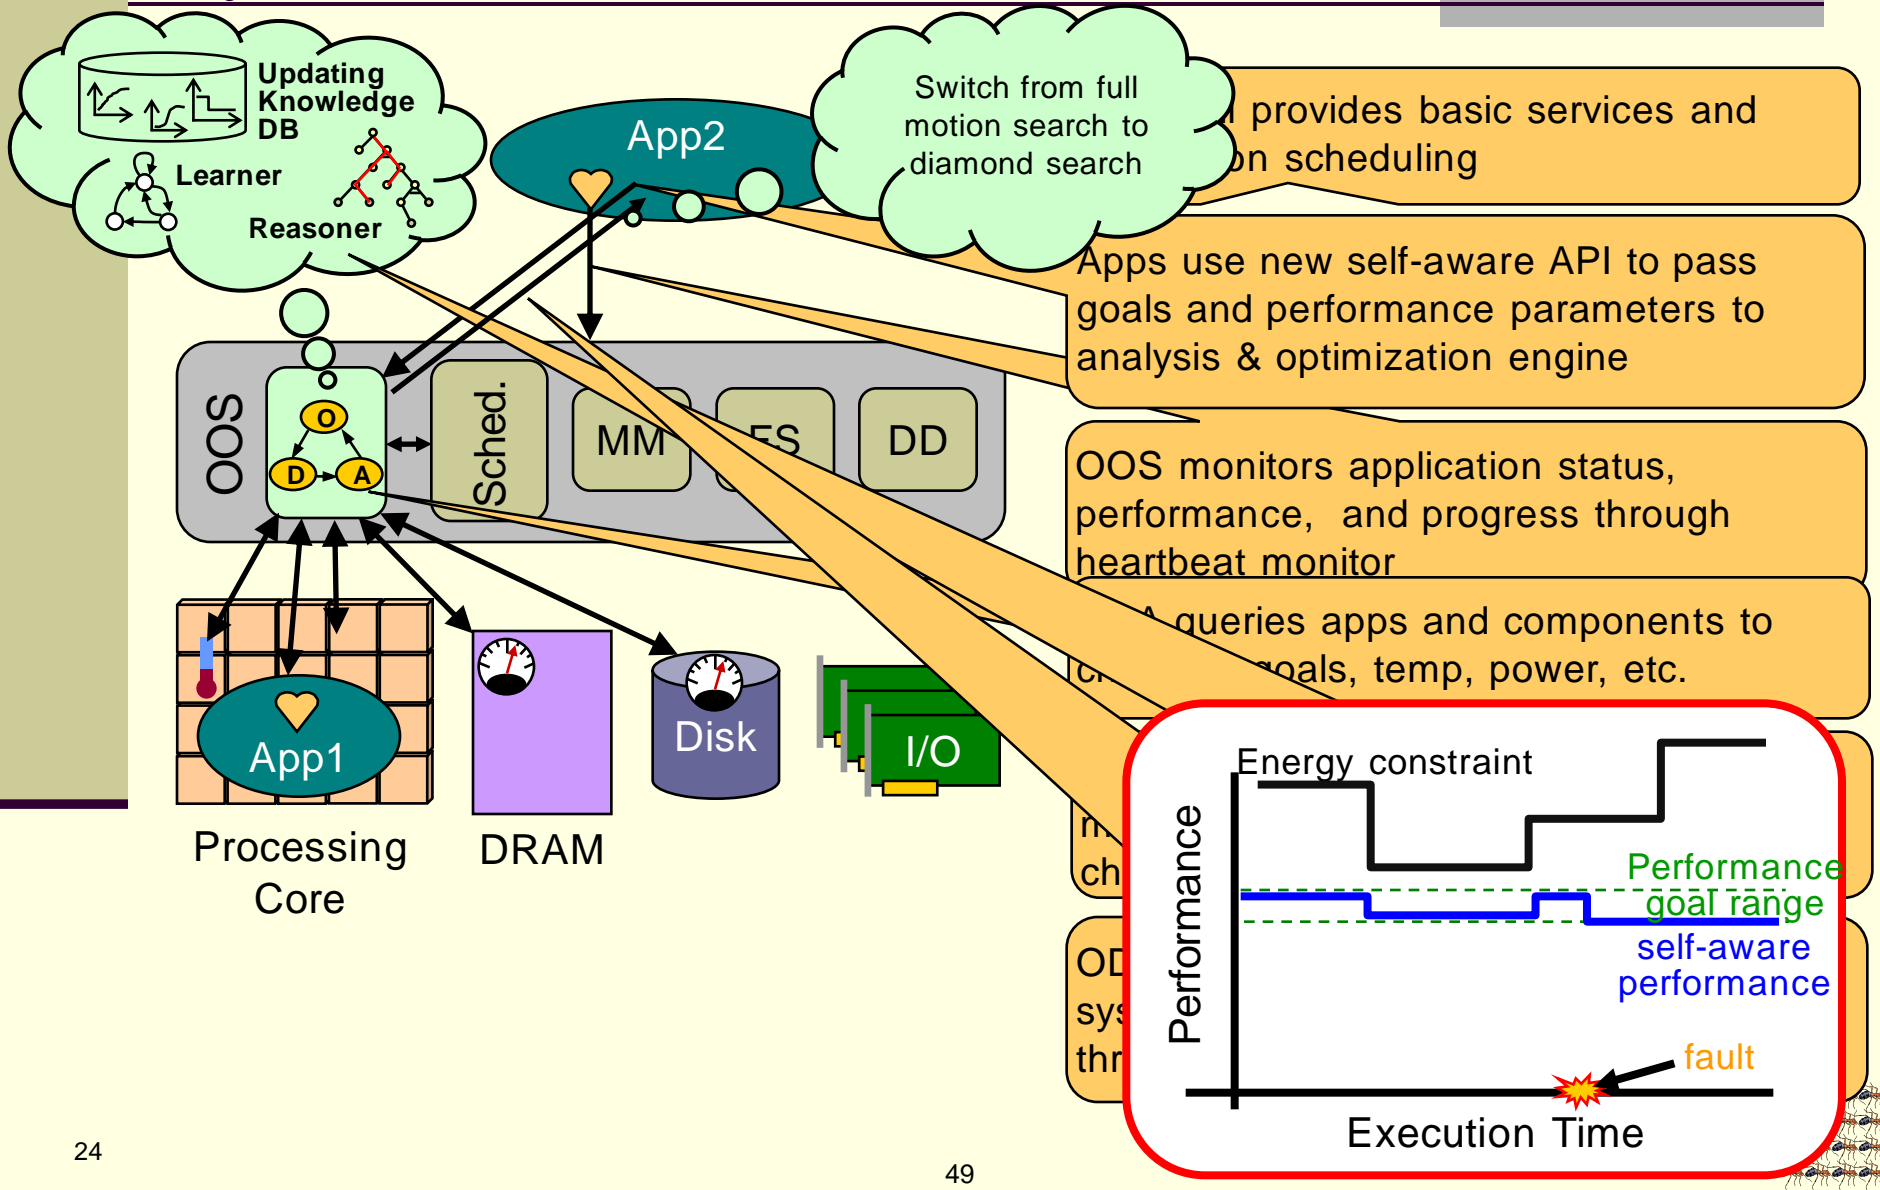 Updating
Knowledge
DB
Learner
Reasoner
App2
Switch from full
motion search to
diamond search
provides basic services and
on scheduling
Apps use new self-aware API to pass
goals and performance parameters to
analysis & optimization engine
OOS
O
D
A
Sched.
MM
FS
DD
OOS monitors application status,
performance, and progress through
heartbeat monitor
queries apps and components to
goals, temp, power, etc.
App1
Disk
I/O
Processing
Core
DRAM
Energy constraint
Performance
Performance
goal range
self-aware
performance
fault
Execution Time
24
49